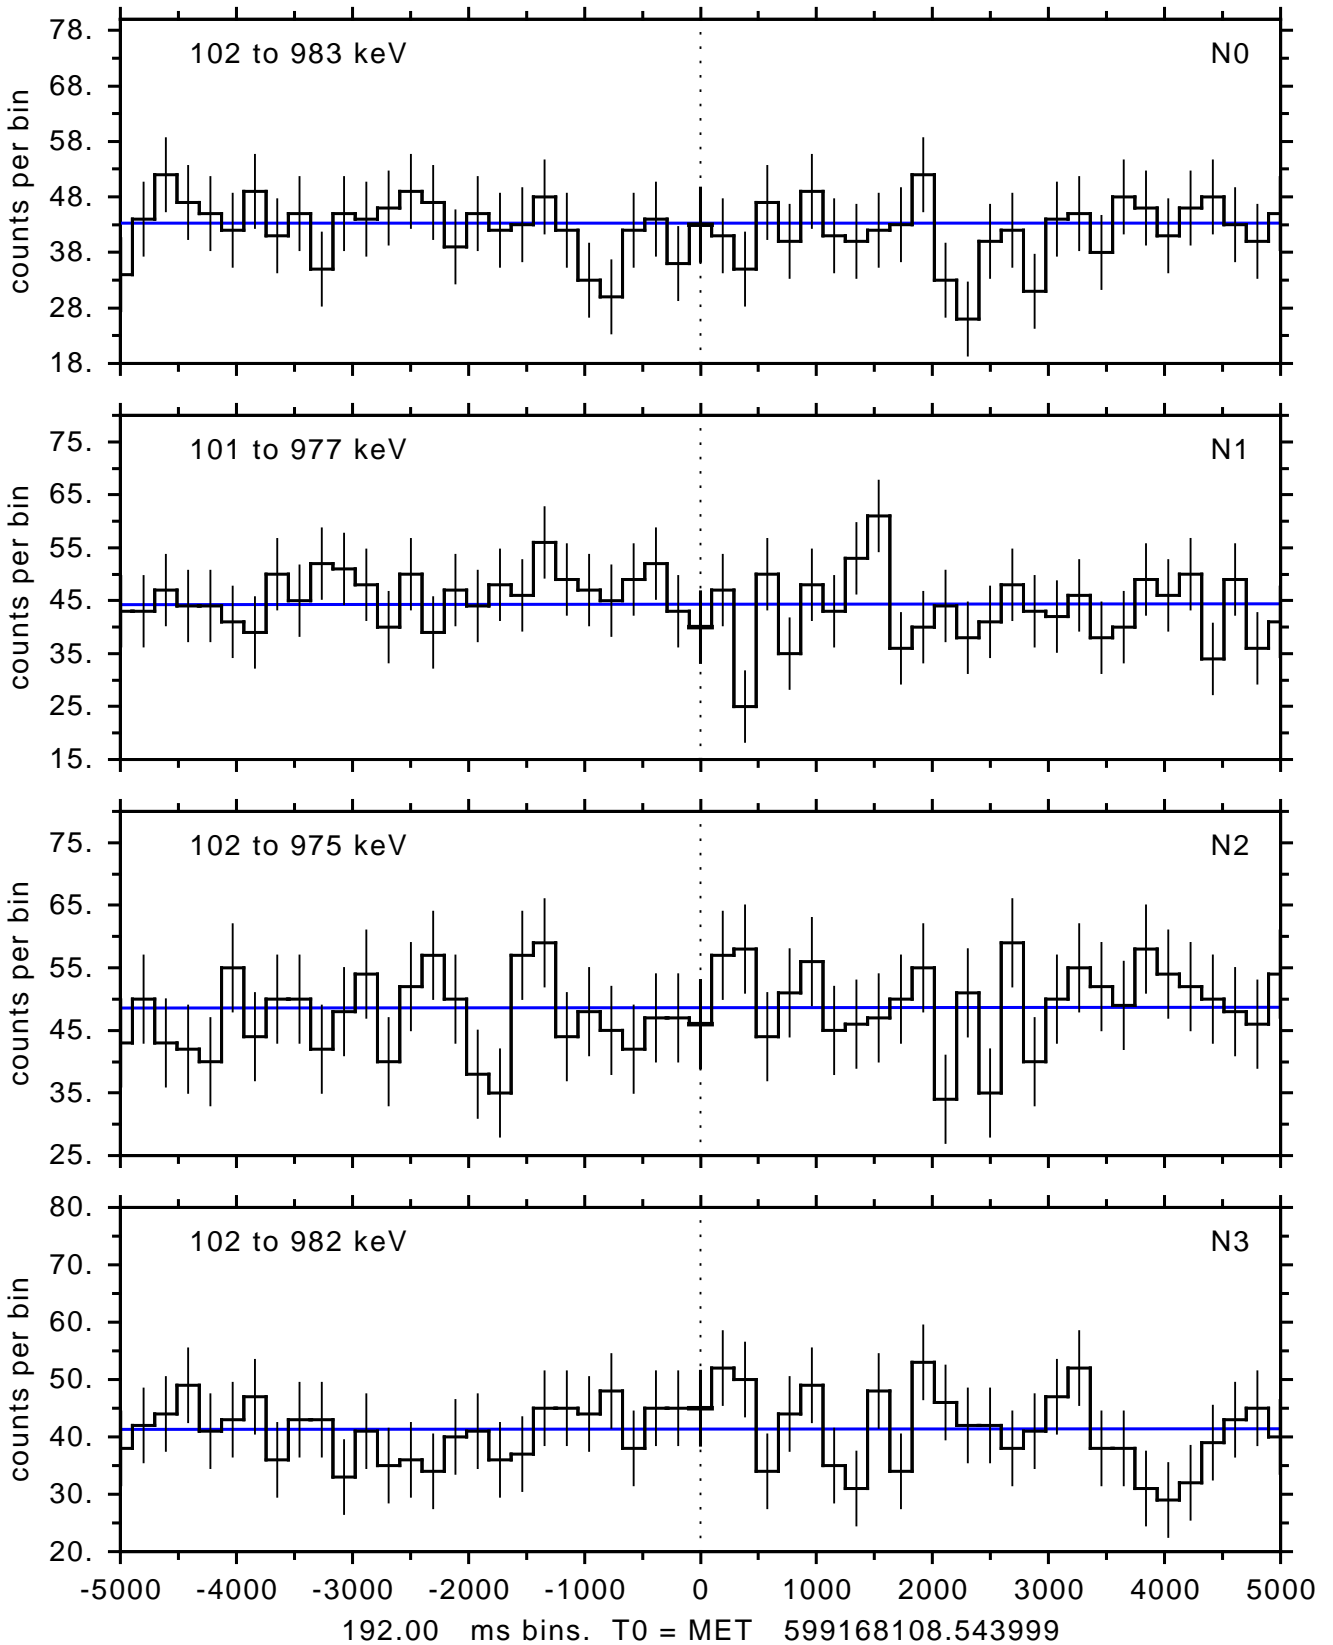 102 to 983 keV N0
78.
68.
58.
48.
38.
28.
18.
counts per bin
101 to 977 keV N1
75.
65.
55.
45.
35.
25.
15.
counts per bin
102 to 975 keV N2
75.
65.
55.
45.
35.
25.
counts per bin
102 to 982 keV N3
80.
70.
60.
50.
40.
30.
20.
counts per bin
-5000 -4000 -3000 -2000 -1000 0 1000 2000 3000 4000 5000
192.00 ms bins. T0 = MET 599168108.543999